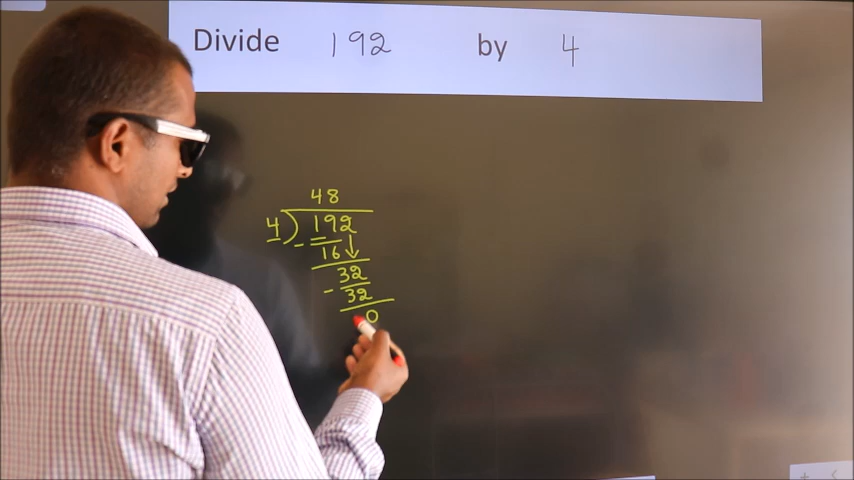 Divide 192 by 4
48
4 ) 192
- 16 ↓
32
- 32
0